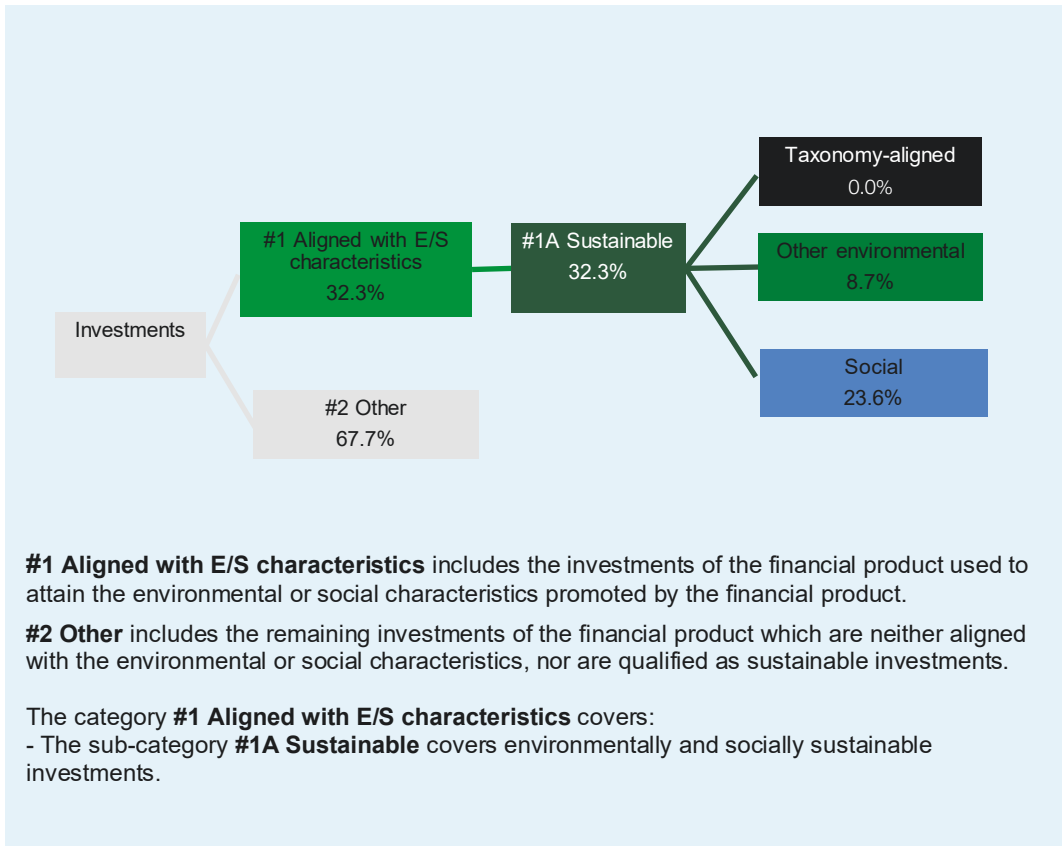 Taxonomy-aligned
0.0%
#1 Aligned with E/S
characteristics
32.3%
#1A Sustainable
32.3%
Other environmental
8.7%
Investments
Social
23.6%
#2 Other
67.7%
#1 Aligned with E/S characteristics includes the investments of the financial product used to
attain the environmental or social characteristics promoted by the financial product.
#2 Other includes the remaining investments of the financial product which are neither aligned
with the environmental or social characteristics, nor are qualified as sustainable investments.
The category #1 Aligned with E/S characteristics covers:
- The sub-category #1A Sustainable covers environmentally and socially sustainable
investments.